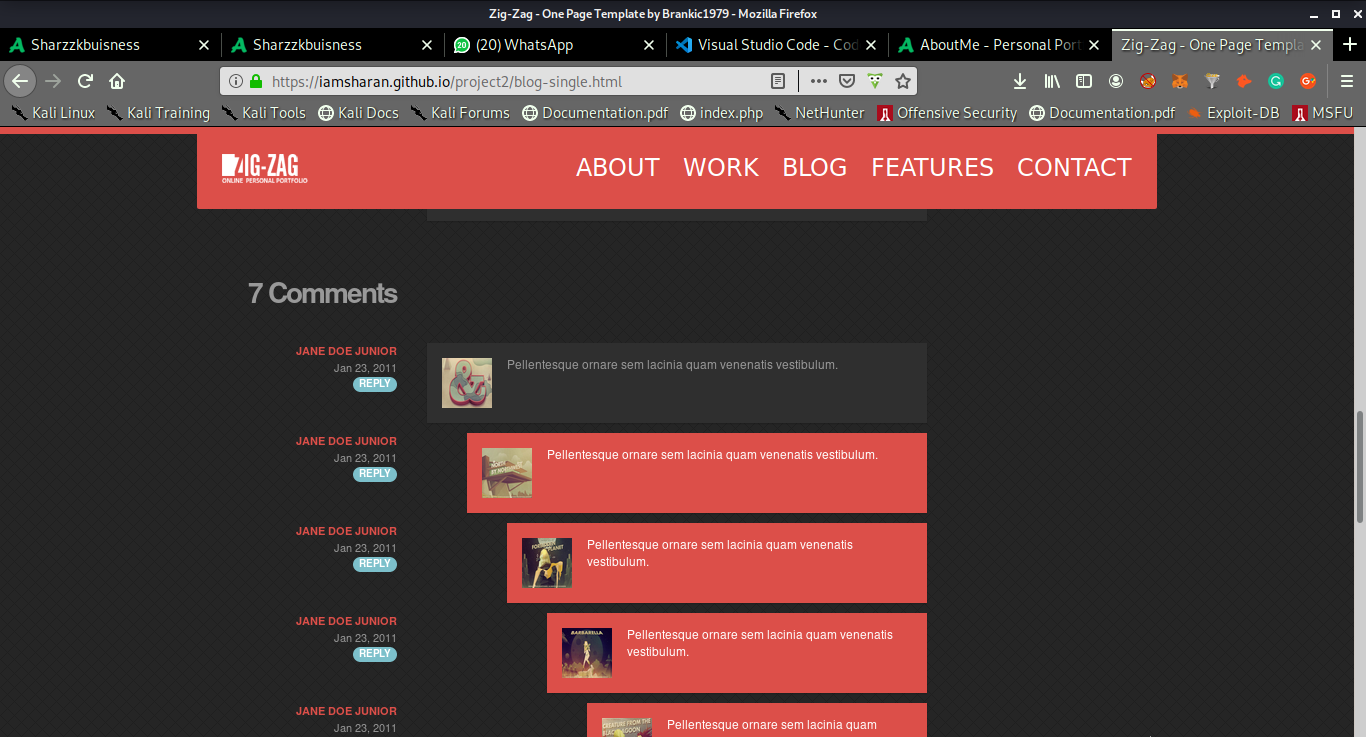 Zig-Zag - One Page Template by Brankic1979 - Mozilla Firefox
Sharzzkbuisness
Sharzzkbuisness
20
(20) WhatsApp
Visual Studio Code - Cod
AboutMe - Personal Port
Zig-Zag - One Page Templa
https://iamsharan.github.io/project2/blog-single.html
Kali Linux
Kali Training
Kali Tools
Kali Docs
Kali Forums
Documentation.pdf
index.php
NetHunter
Offensive Security
Documentation.pdf
Exploit-DB
MSFU
ZIG-ZAG
ONLINE PERSONAL PORTFOLIO
ABOUT
WORK
BLOG
FEATURES
CONTACT
7 Comments
JANE DOE JUNIOR
Jan 23, 2011
REPLY
Pellentesque ornare sem lacinia quam venenatis vestibulum.
JANE DOE JUNIOR
Jan 23, 2011
REPLY
Pellentesque ornare sem lacinia quam venenatis vestibulum.
JANE DOE JUNIOR
Jan 23, 2011
REPLY
Pellentesque ornare sem lacinia quam venenatis
vestibulum.
JANE DOE JUNIOR
Jan 23, 2011
REPLY
BARBARELLA
Pellentesque ornare sem lacinia quam venenatis
vestibulum.
JANE DOE JUNIOR
Jan 23, 2011
CREATURE FROM THE
BLACK LAGOON
Pellentesque ornare sem lacinia quam